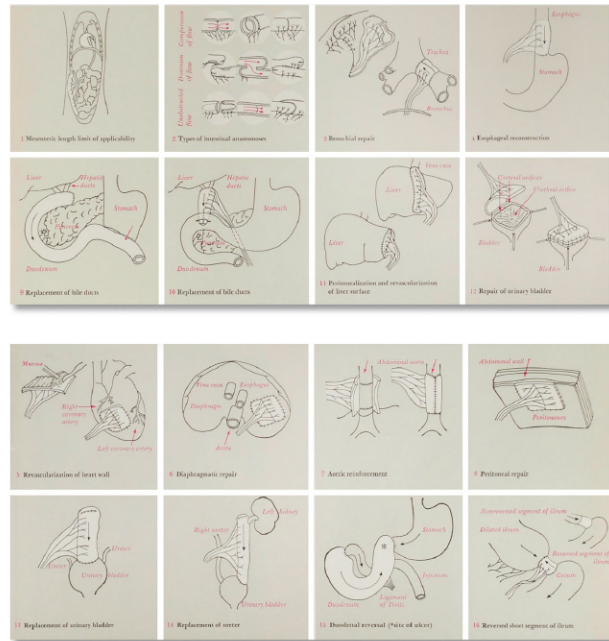 1 Mesenteric length limit of applicability
Compression of flow
Diversion of flow
Unobstructed flow
2 Types of intestinal anastomoses
Trachea
Bronchus
3 Bronchial repair
Esophagus
Stomach
4 Esophageal reconstruction
Liver
Hepatic ducts
Stomach
Pancreas
Duodenum
9 Replacement of bile ducts
Liver
Hepatic ducts
Stomach
Duodenum
10 Replacement of bile ducts
Vena cava
Liver
Liver
11 Peritonealization and revascularization
of liver surface
Ureteral orifices
Urethral orifice
Bladder
Bladder
12 Repair of urinary bladder
Mucosa
Right
coronary
artery
Left coronary artery
5 Revascularization of heart wall
Vena cava
Esophagus
Diaphragm
Aorta
6 Diaphragmatic repair
Abdominal aorta
7 Aortic reinforcement
Abdominal wall
Peritoneum
8 Peritoneal repair
Ureter
Ureter
Urinary bladder
13 Replacement of urinary bladder
Left kidney
Right ureter
Urinary bladder
14 Replacement of ureter
Stomach
Jejunum
Ligament
of Treitz
Duodenum
15 Duodenal reversal (*site of ulcer)
Nonreversed segment of ileum
Dilated ileum
Reversed segment of
ileum
Cecum
16 Reversed short segment of ileum